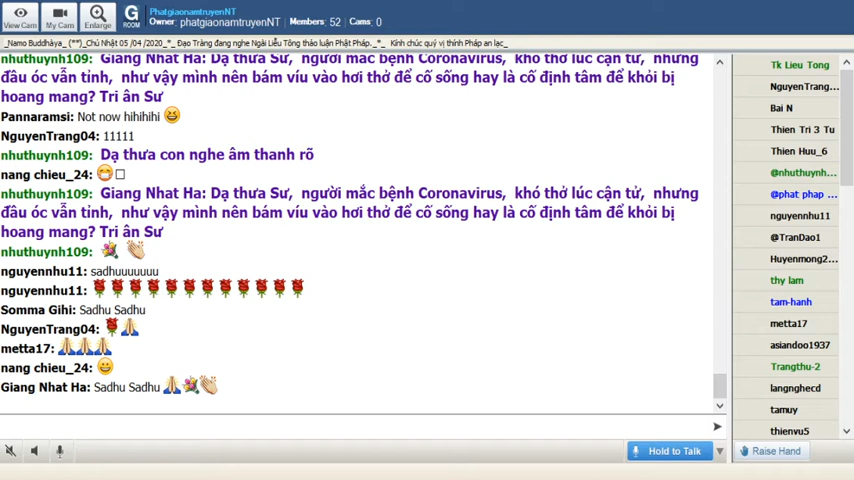 View Cam
My Cam
Enlarge
G
ROOM
PhatgiaonamtruyenNT
Owner: phatgiaonamtruyenNT
Members: 52
Cams: 0
_Namo Buddhàya_ (**)_Chủ Nhật 05 /04 /2020_*_ Đạo Tràng đang nghe Ngài Liễu Tông thảo luận Phật Pháp._*_ Kính chúc quý vị thính Pháp an lạc_
nhuthuynh109: Giang Nhat Ha: Dạ thưa Sư, người mắc bệnh Coronavirus, khó thở lúc cận tử, nhưng
đầu óc vẫn tỉnh, như vậy mình nên bám víu vào hơi thở để cố sống hay là cố định tâm để khỏi bị
hoang mang? Tri ân Sư
Pannaramsi: Not now hihihihi
NguyenTrang04: 11111
nhuthuynh109: Dạ thưa con nghe âm thanh rõ
nang chieu_24:
nhuthuynh109: Giang Nhat Ha: Dạ thưa Sư, người mắc bệnh Coronavirus, khó thở lúc cận tử, nhưng
đầu óc vẫn tỉnh, như vậy mình nên bám víu vào hơi thở để cố sống hay là cố định tâm để khỏi bị
hoang mang? Tri ân Sư
nhuthuynh109:
nguyennhu11: sadhuuuuuuu
nguyennhu11:
Somma Gihi: Sadhu Sadhu
NguyenTrang04:
metta17:
nang chieu_24:
Giang Nhat Ha: Sadhu Sadhu
Tk Lieu Tong
NguyenTrang...
Bai N
Thien Tri 3 Tu
Thien Huu_6
@nhuthuynh...
@phat phap ...
nguyennhu11
@TranDao1
Huyenmong2...
thy lam
tam-hanh
metta17
asiandoo1937
Trangthu-2
langnghecd
tamuy
thienvu5
Hold to Talk
Raise Hand